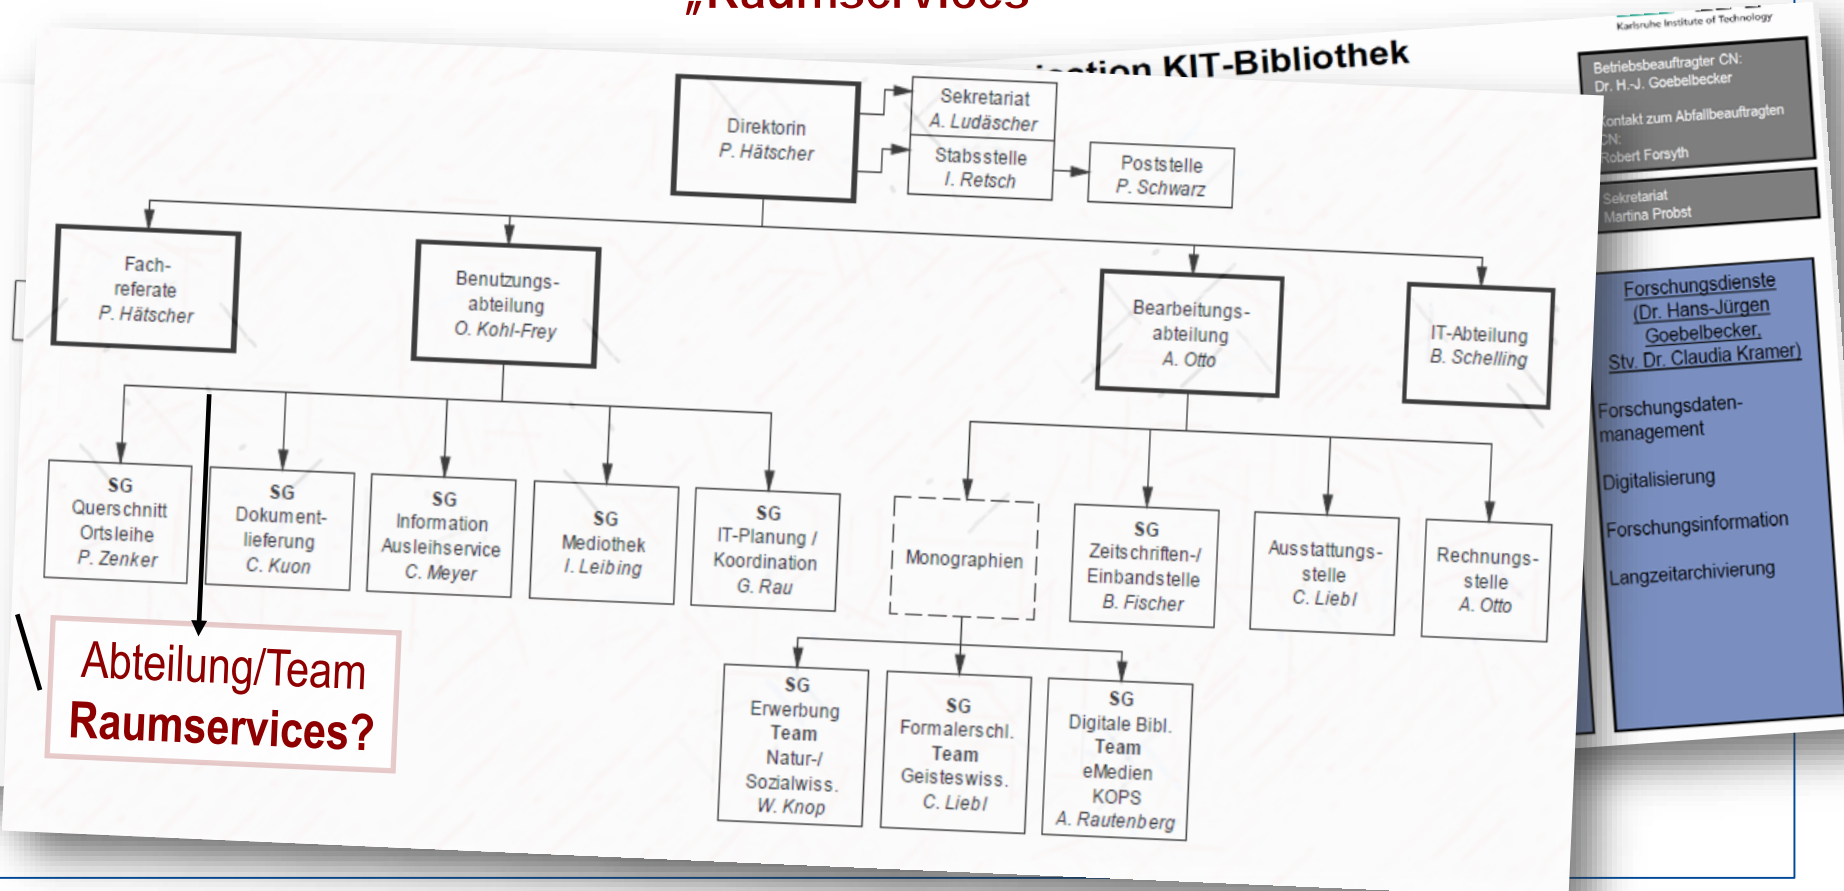 „Raumservices
Karlsruhe Institute of Technology
KIT-Bibliothek
Betriebsbeauftragter CN:
Dr. H.-J. Goebelbecker
Kontakt zum Abfallbeauftragten
CN:
Robert Forsyth
Sekretariat
Martina Probst
Direktorin
P. Hätscher
Sekretariat
A. Ludäscher
Stabsstelle
I. Retsch
Poststelle
P. Schwarz
Fach-
referate
P. Hätscher
Benutzungs-
abteilung
O. Kohl-Frey
Bearbeitungs-
abteilung
A. Otto
IT-Abteilung
B. Schelling
Forschungsdienste
(Dr. Hans-Jürgen
Goebelbecker,
Stv. Dr. Claudia Kramer)
Forschungsdaten-
management
Digitalisierung
Forschungsinformation
Langzeitarchivierung
SG
Querschnitt
Ortsleihe
P. Zenker
SG
Dokument-
lieferung
C. Kuon
SG
Information
Ausleihservice
C. Meyer
SG
Mediothek
I. Leibing
SG
IT-Planung /
Koordination
G. Rau
Monographien
SG
Zeitschriften-/
Einbandstelle
B. Fischer
Ausstattungs-
stelle
C. Liebl
Rechnungs-
stelle
A. Otto
Abteilung/Team
Raumservices?
SG
Erwerbung
Team
Natur-/
Sozialwiss.
W. Knop
SG
Formalerschl.
Team
Geisteswiss.
C. Liebl
SG
Digitale Bibl.
Team
eMedien
KOPS
A. Rautenberg